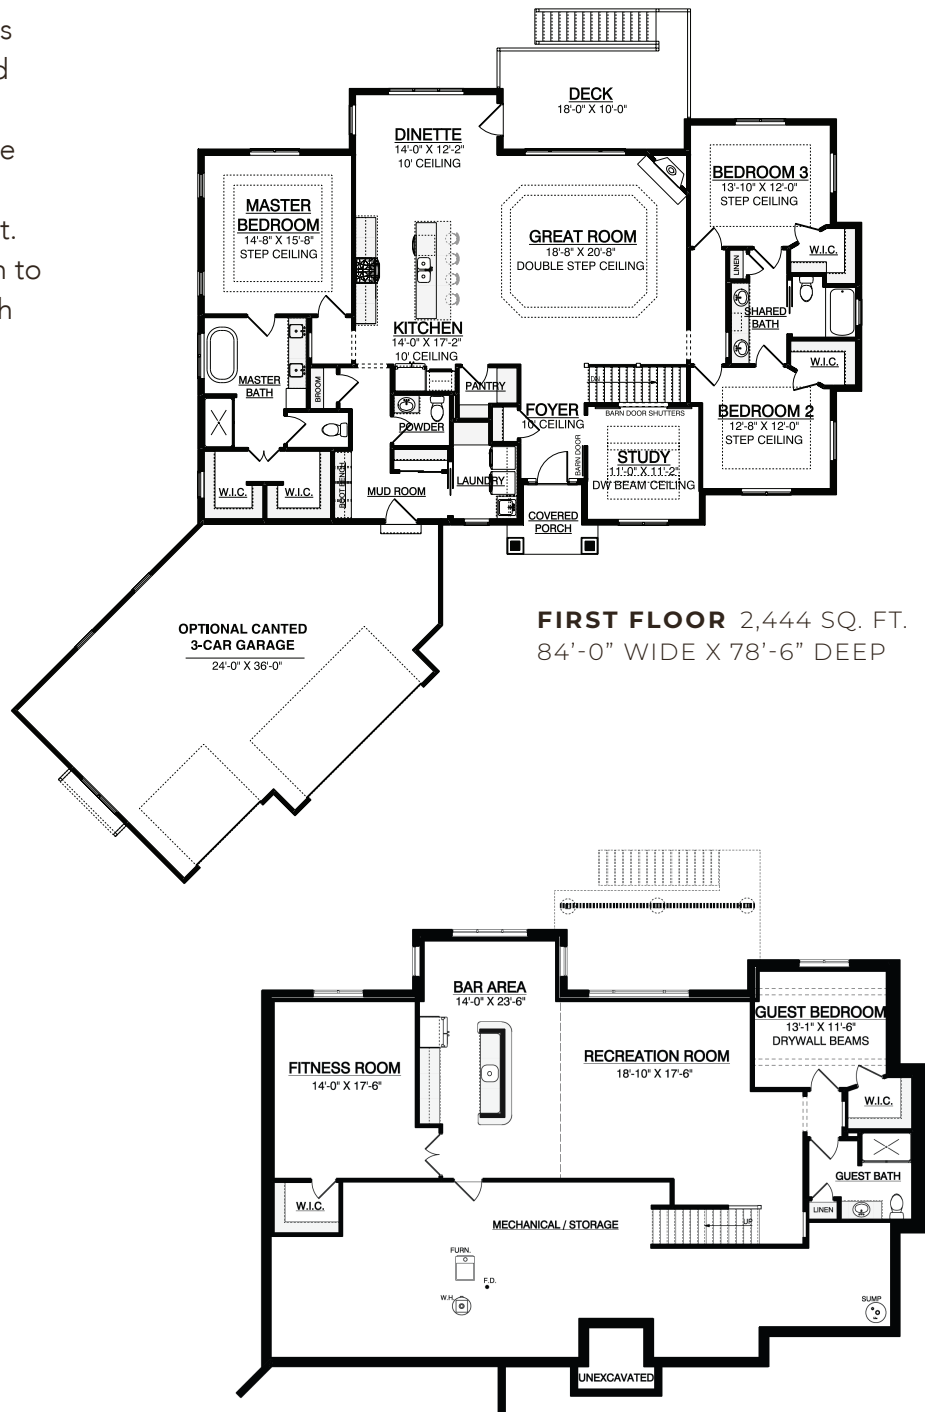 s
d
e
t.
n to
h
DECK
18'-0" X 10'-0"
DINETTE
14'-0" X 12'-2"
10' CEILING
BEDROOM 3
13'-10" X 12'-0"
STEP CEILING
MASTER
BEDROOM
14'-8" X 15'-8"
STEP CEILING
GREAT ROOM
18'-8" X 20'-8"
DOUBLE STEP CEILING
W.I.C.
LINEN
SHARED
BATH
KITCHEN
14'-0" X 17'-2"
10' CEILING
W.I.C.
MASTER
BATH
BROOM
PANTRY
DN
POWDER
FOYER
10' CEILING
BARN DOOR SHUTTERS
BEDROOM 2
12'-8" X 12'-0"
STEP CEILING
BARN DOOR
STUDY
11'-0" X 11'-2"
DW BEAM CEILING
W.I.C.
W.I.C.
BOOT BENCH
MUD ROOM
LAUNDRY
COVERED
PORCH
OPTIONAL CANTED
3-CAR GARAGE
24'-0" X 36'-0"
FIRST FLOOR 2,444 SQ. FT.
84'-0" WIDE X 78'-6" DEEP
BAR AREA
14'-0" X 23'-6"
GUEST BEDROOM
13'-1" X 11'-6"
DRYWALL BEAMS
FITNESS ROOM
14'-0" X 17'-6"
RECREATION ROOM
18'-10" X 17'-6"
W.I.C.
GUEST BATH
LINEN
W.I.C.
MECHANICAL / STORAGE
UP
FURN.
F.D.
W.H.
SUMP
UNEXCAVATED